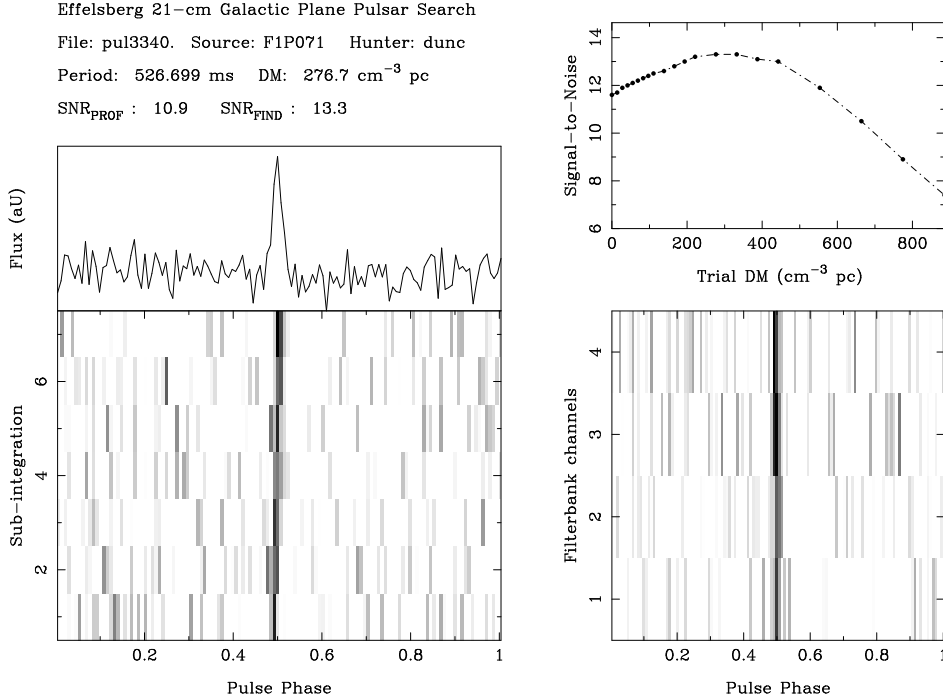 Effelsberg 21−cm Galactic Plane Pulsar Search
File: pul3340. Source: F1P071 Hunter: dunc
Period: 526.699 ms DM: 276.7 cm−3 pc
SNRPROF : 10.9 SNRFIND : 13.3
Flux (aU)
Sub−integration
6
4
2
0.2 0.4 0.6 0.8 1
Pulse Phase
Signal−to−Noise
14
12
10
8
6
0 200 400 600 800
Trial DM (cm−3 pc)
Filterbank channels
4
3
2
1
0.2 0.4 0.6 0.8 1
Pulse Phase